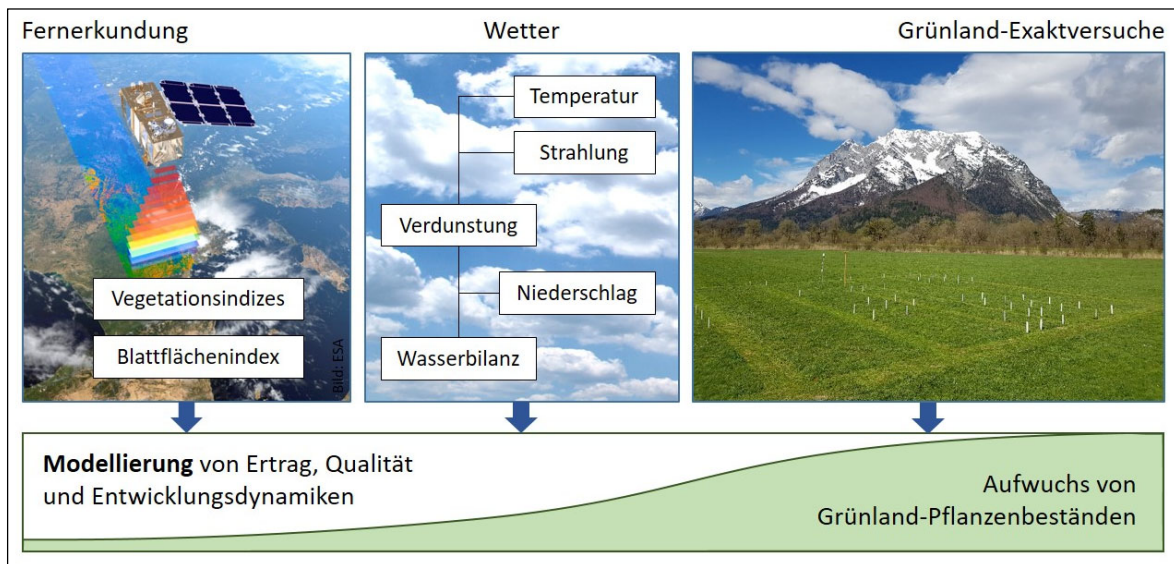 Fernerkundung
Vegetationsindizes
Blattflächenindex
Bild: ESA
Wetter
Temperatur
Strahlung
Verdunstung
Niederschlag
Wasserbilanz
Grünland-Exaktversuche
Modellierung von Ertrag, Qualität
und Entwicklungsdynamiken
Aufwuchs von
Grünland-Pflanzenbeständen